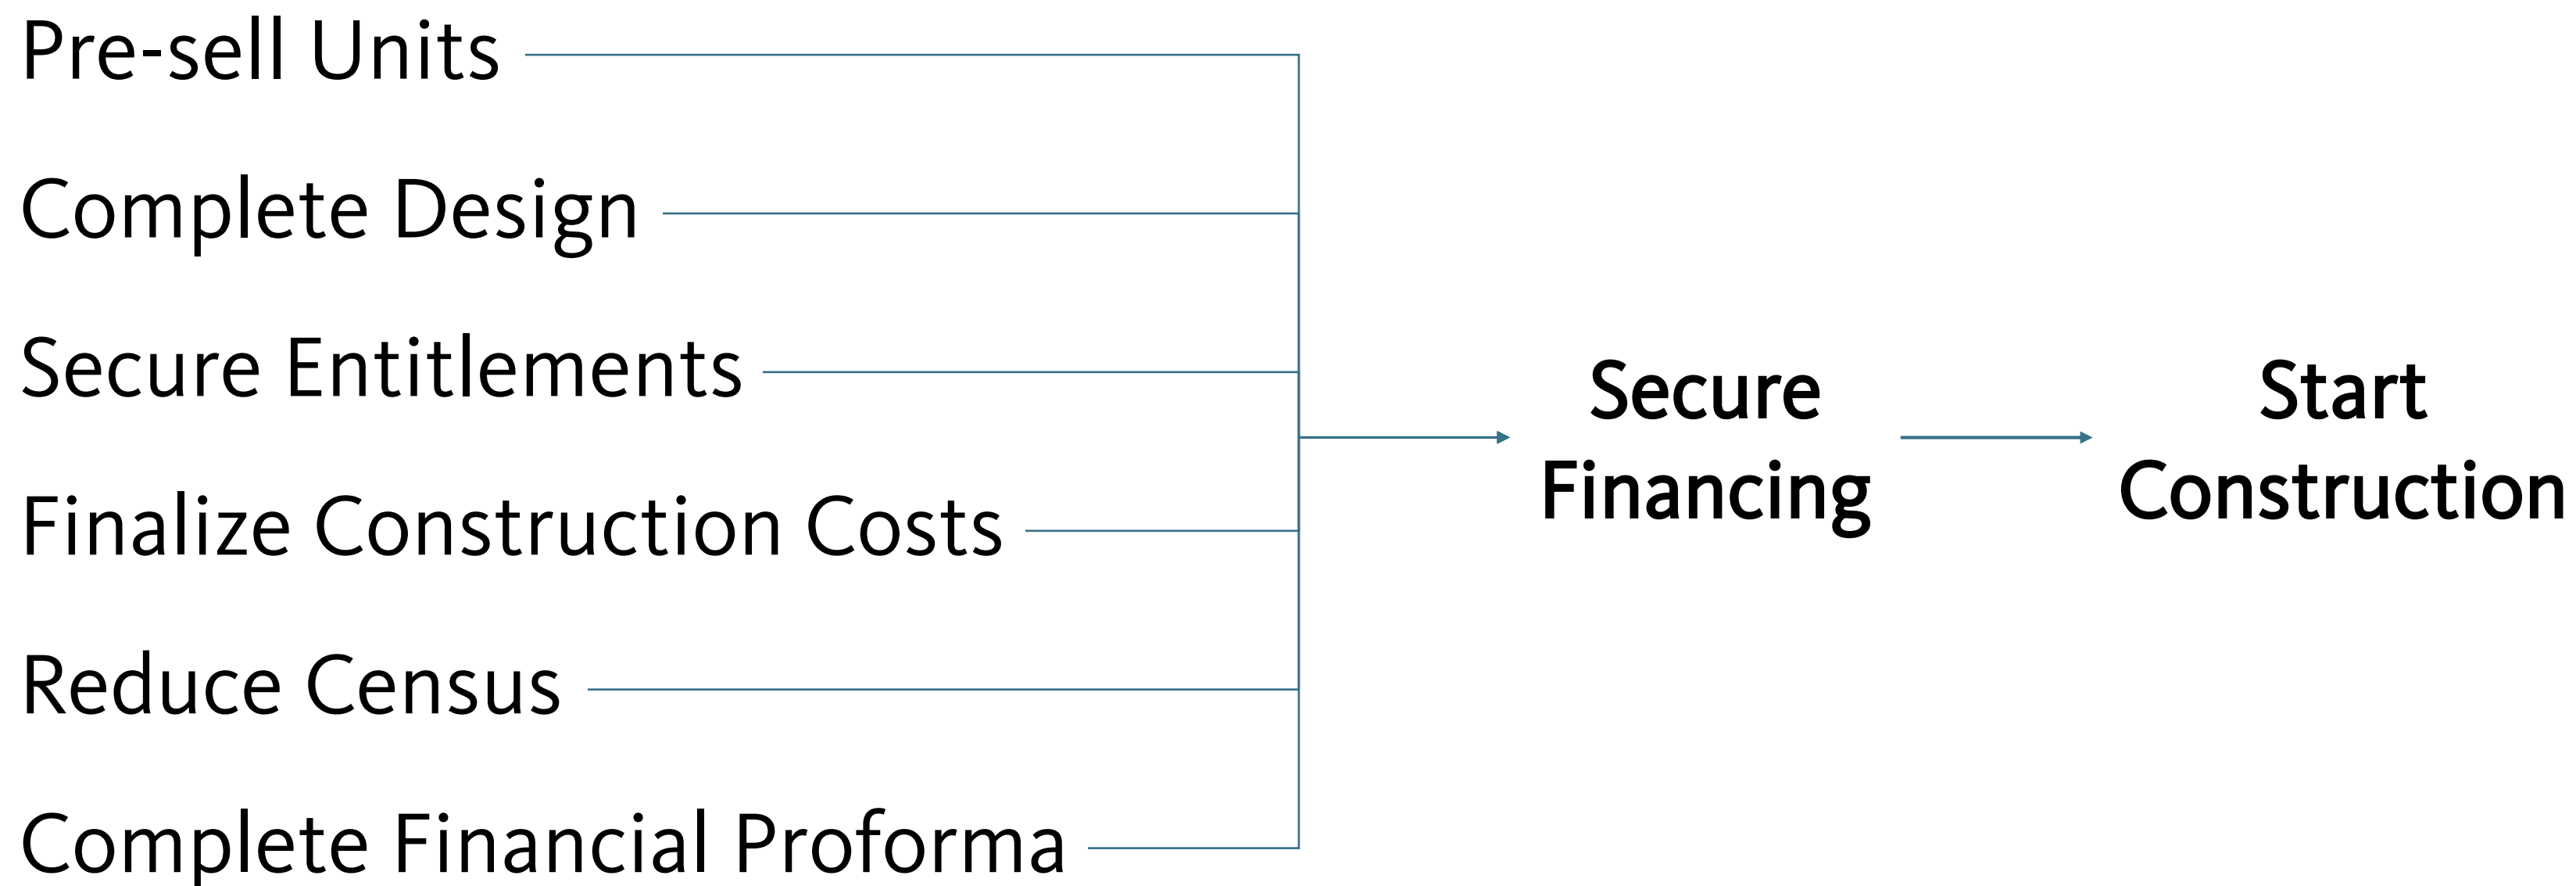 Pre-sell Units
Complete Design
Secure Entitlements
Finalize Construction Costs
Reduce Census
Complete Financial Proforma
Secure
Financing
Start
Construction